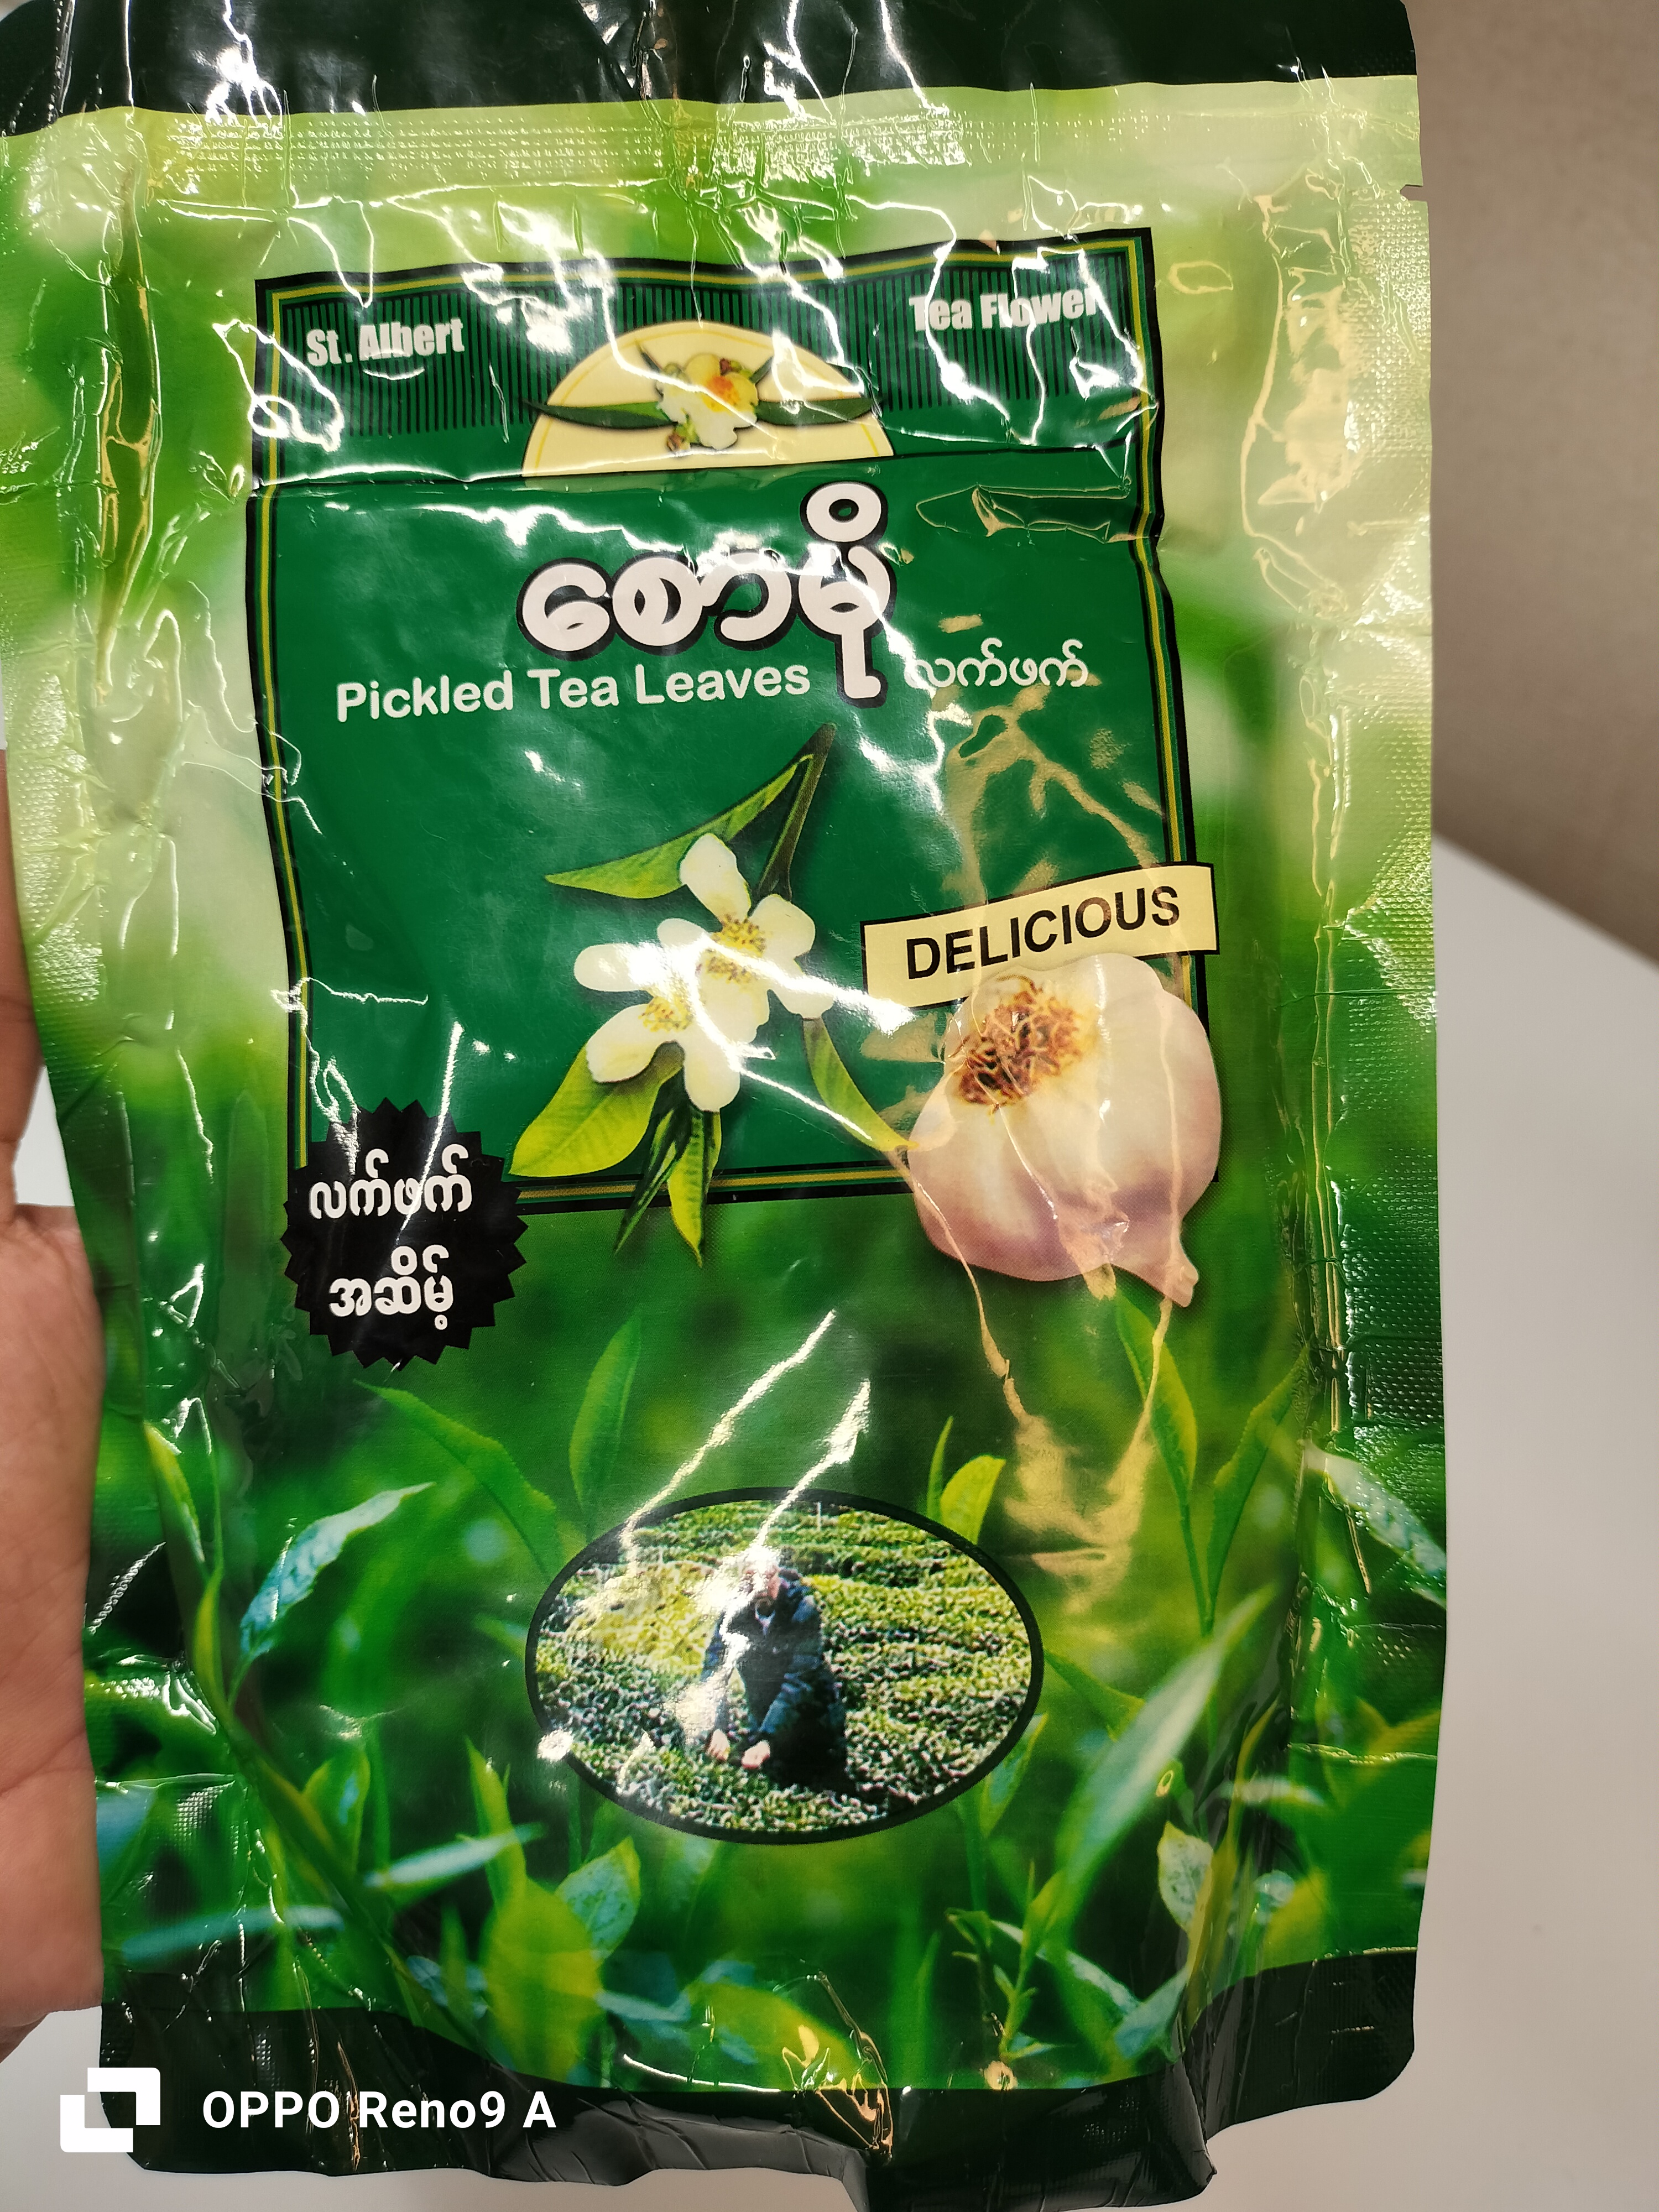 St. Albert
Tea Flower
စောမို
Pickled Tea Leaves
လက်ဖက်
DELICIOUS
လက်ဖက်
အဆိမ့်
OPPO Reno9 A